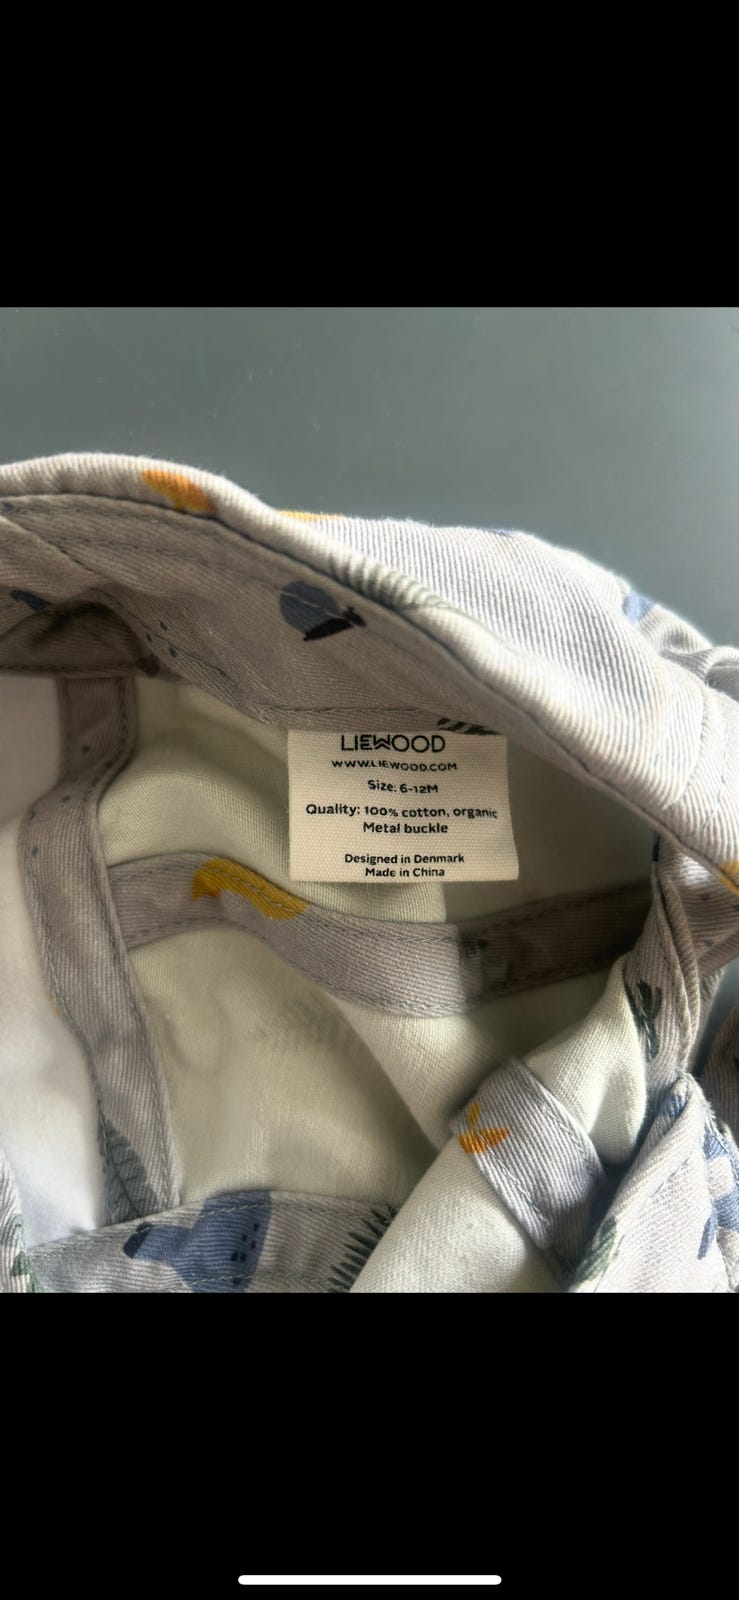 LIEWOOD
WWW.LIEWOOD.COM
Size: 6-12M
Quality: 100% cotton, organic
Metal buckle
Designed in Denmark
Made in China